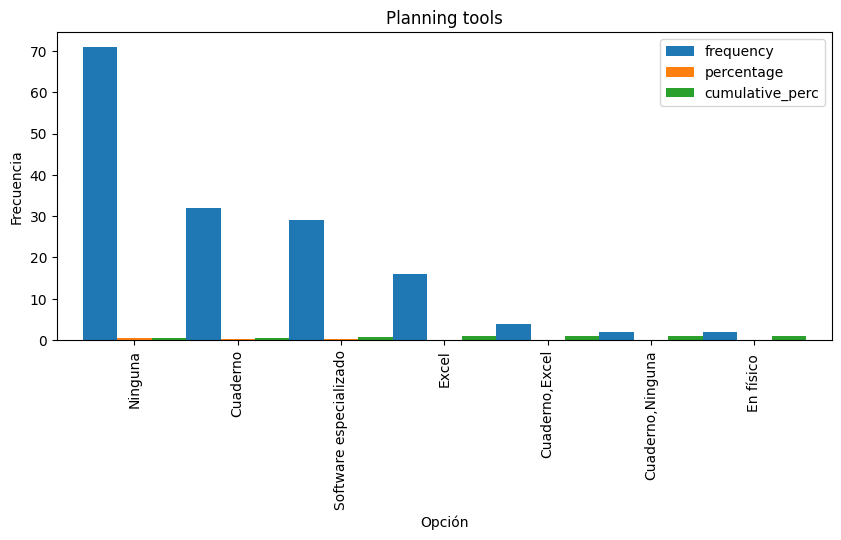 Planning tools
frequency
percentage
cumulative_perc
Frecuencia
70
60
50
40
30
20
10
0
Ninguna
Cuaderno
Software especializado
Excel
Cuaderno,Excel
Cuaderno,Ninguna
En físico
Opción